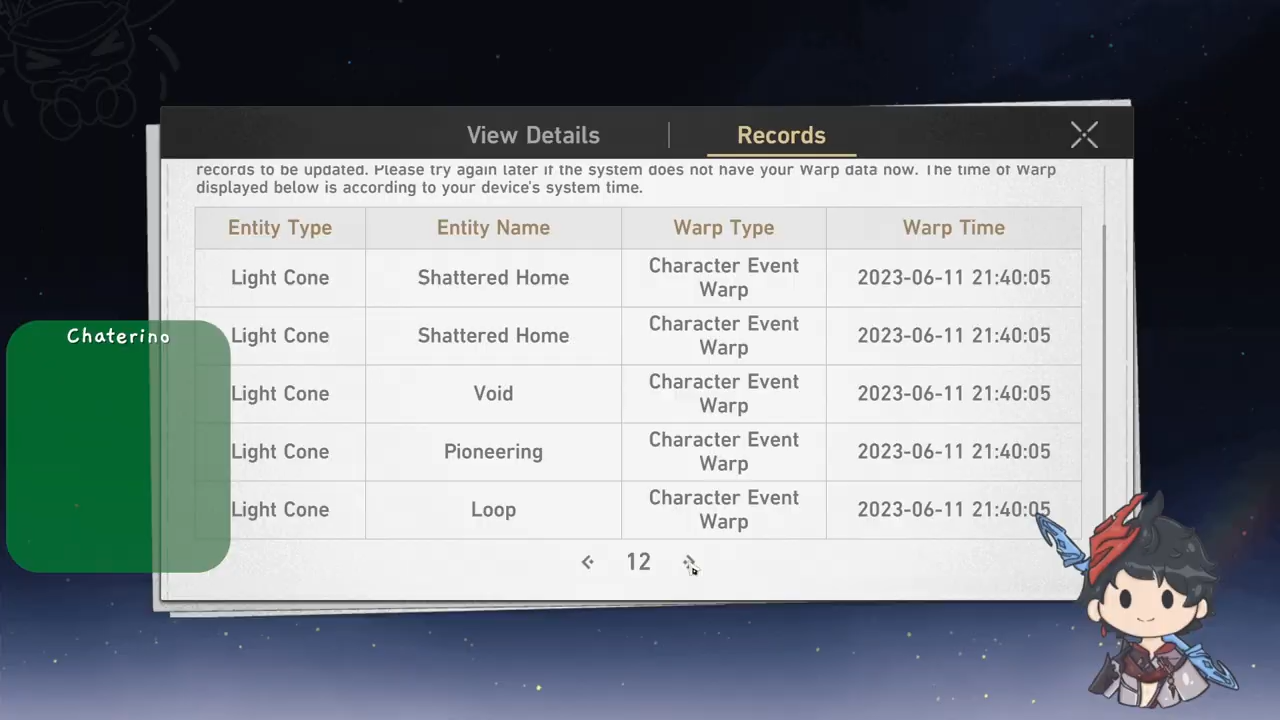 View Details
Records
records to be updated. Please try again later if the system does not have your Warp data now. The time of Warp
displayed below is according to your device's system time.
Entity Type Entity Name Warp Type Warp Time
Light Cone Shattered Home Character Event Warp 2023-06-11 21:40:05
Chaterino
Light Cone Shattered Home Character Event Warp 2023-06-11 21:40:05
Light Cone Void Character Event Warp 2023-06-11 21:40:05
Light Cone Pioneering Character Event Warp 2023-06-11 21:40:05
Light Cone Loop Character Event Warp 2023-06-11 21:40:05
12